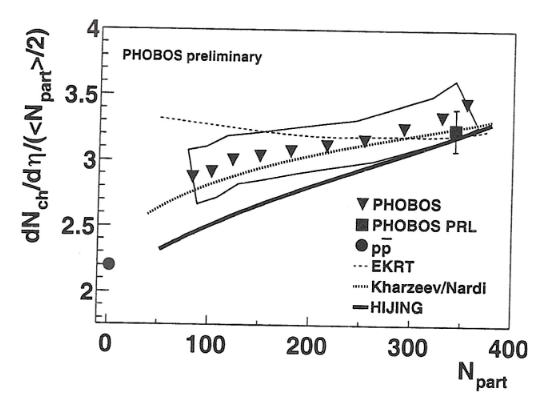 4
3.5
3
2.5
2
dN_ch/dη/(<N_part>/2)
PHOBOS preliminary
PHOBOS
PHOBOS PRL
pp̅
EKRT
Kharzeev/Nardi
HIJING
0 100 200 300 400
N_part